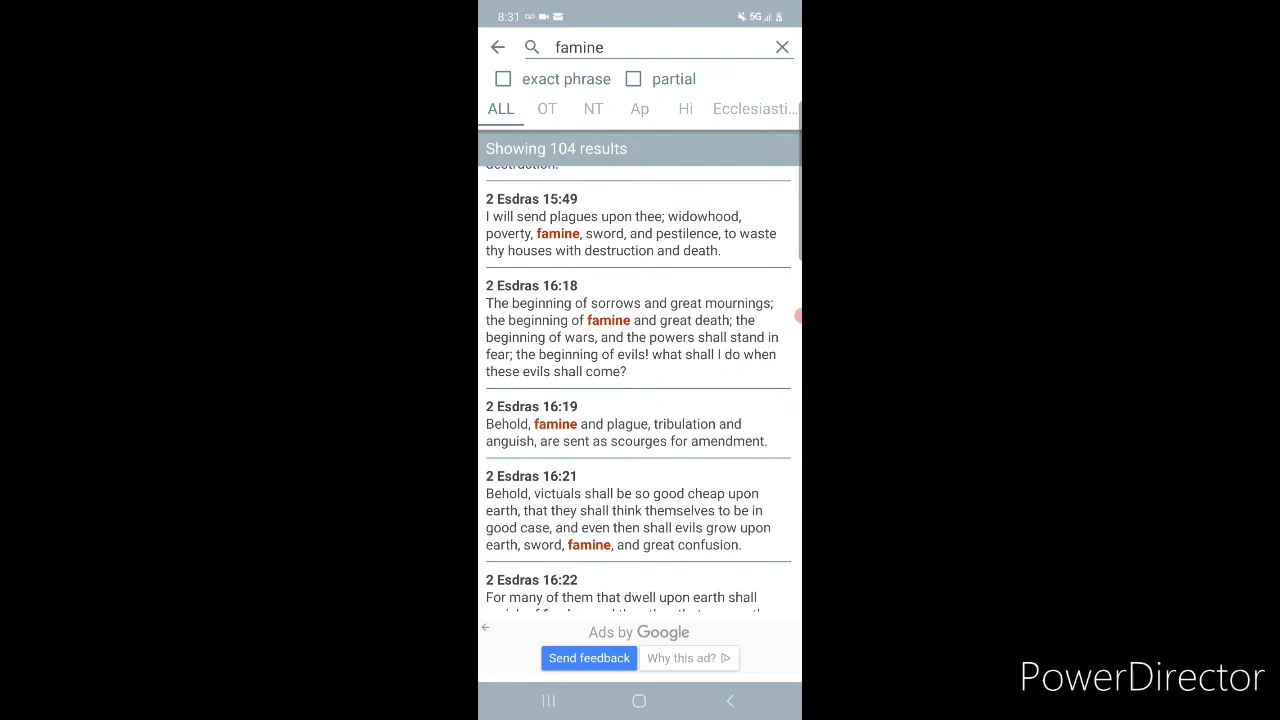 8:31
5G
famine
exact phrase partial
ALL OT NT Ap Hi Ecclesiasti...
Showing 104 results
destruction.
2 Esdras 15:49
I will send plagues upon thee; widowhood,
poverty, famine, sword, and pestilence, to waste
thy houses with destruction and death.
2 Esdras 16:18
The beginning of sorrows and great mournings;
the beginning of famine and great death; the
beginning of wars, and the powers shall stand in
fear; the beginning of evils! what shall I do when
these evils shall come?
2 Esdras 16:19
Behold, famine and plague, tribulation and
anguish, are sent as scourges for amendment.
2 Esdras 16:21
Behold, victuals shall be so good cheap upon
earth, that they shall think themselves to be in
good case, and even then shall evils grow upon
earth, sword, famine, and great confusion.
2 Esdras 16:22
For many of them that dwell upon earth shall
Ads by Google
Send feedback Why this ad?
PowerDirector